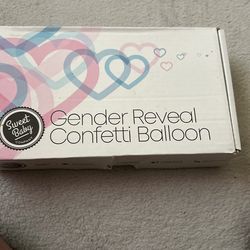 Sweet
Baby
Gender Reveal
Confetti Balloon